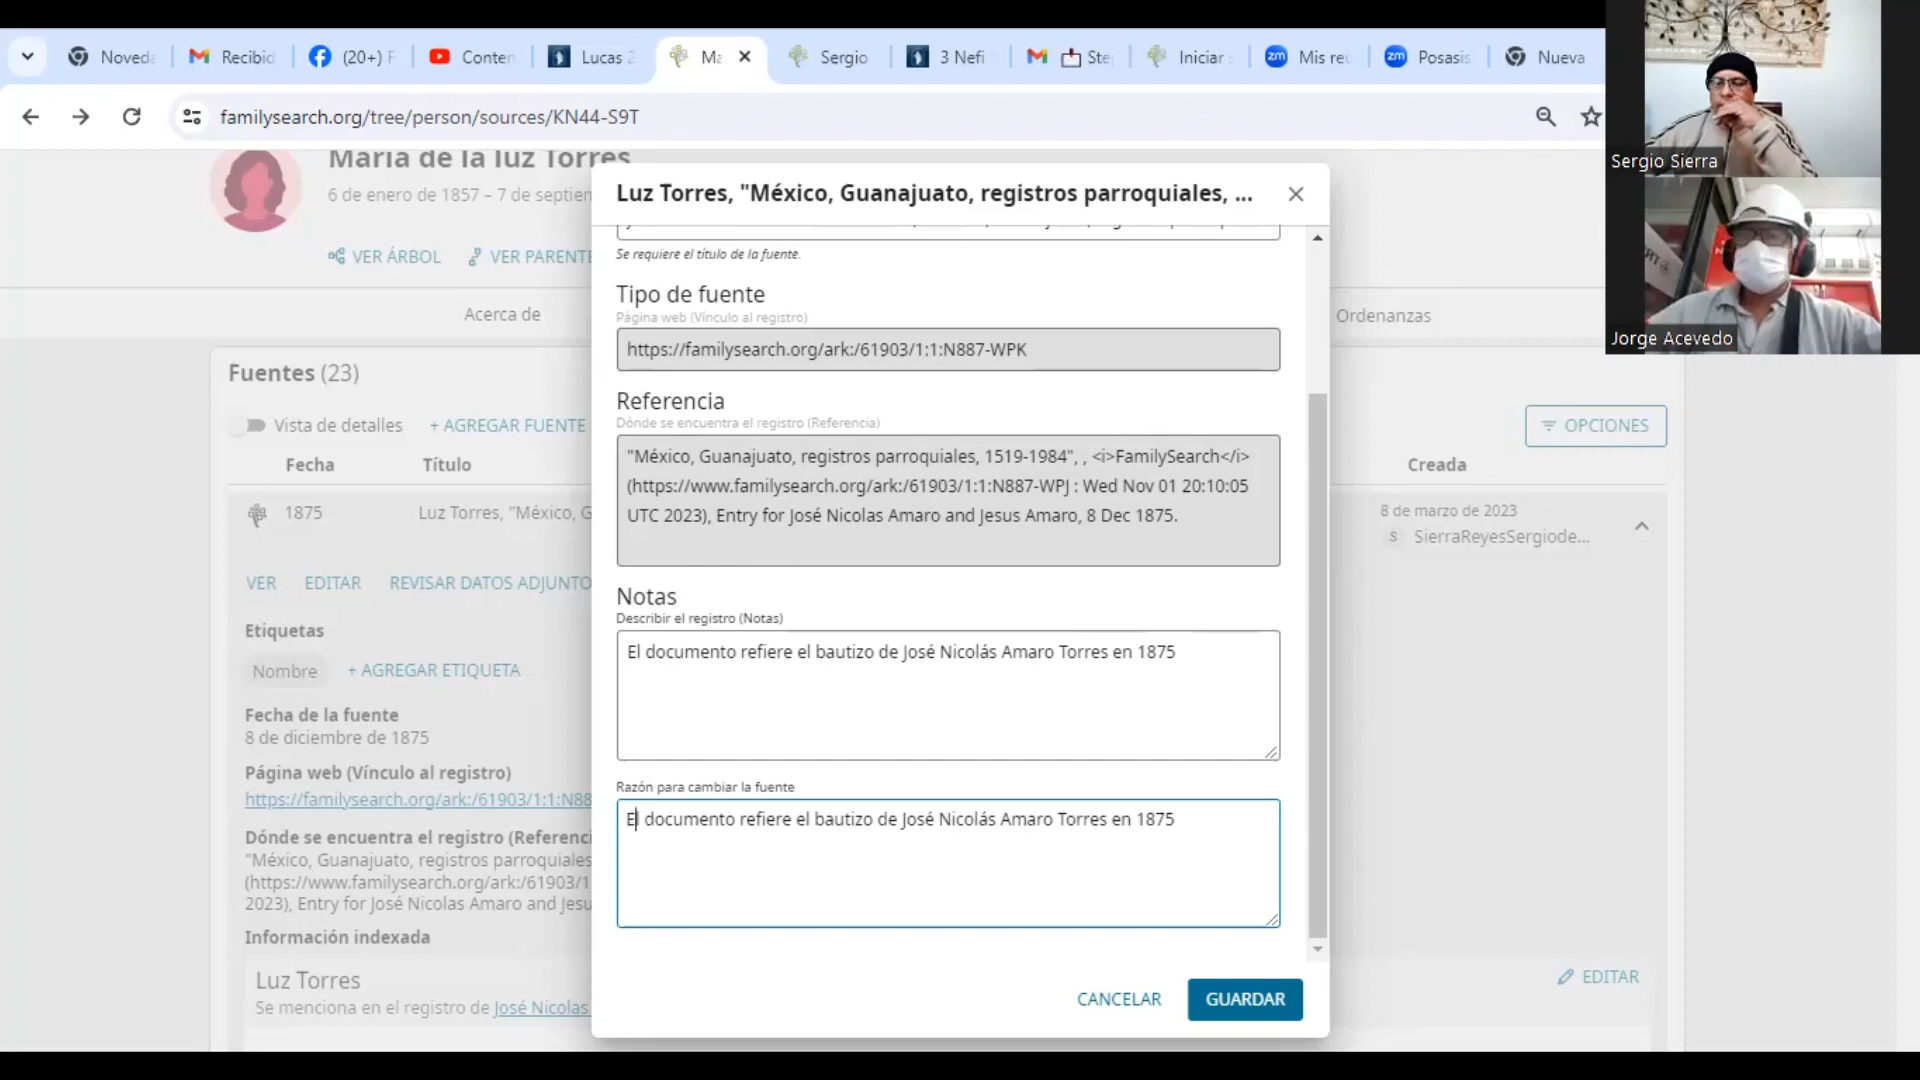 Noveda
Recibid
(20+) F
Conten
Lucas 2
Ma
Sergio
3 Nefi
Ste
Iniciar s
Mis reu
Posasis
Nueva
familysearch.org/tree/person/sources/KN44-S9T
Sergio Sierra
Jorge Acevedo
María de la luz Torres
6 de enero de 1857 – 7 de septien
VER ÁRBOL
VER PARENTE
Acerca de
Ordenanzas
Fuentes (23)
Vista de detalles
+ AGREGAR FUENTE
OPCIONES
Fecha
Título
Creada
1875
Luz Torres, "México, G
8 de marzo de 2023
S SierraReyesSergiode...
VER
EDITAR
REVISAR DATOS ADJUNTO
Etiquetas
Nombre
+ AGREGAR ETIQUETA
Fecha de la fuente
8 de diciembre de 1875
Página web (Vínculo al registro)
https://familysearch.org/ark:/61903/1:1:N88
Dónde se encuentra el registro (Referenci
"México, Guanajuato, registros parroquiales
(https://www.familysearch.org/ark:/61903/1
2023), Entry for José Nicolas Amaro and Jesu
Información indexada
Luz Torres
Se menciona en el registro de José Nicolas
EDITAR
Luz Torres, "México, Guanajuato, registros parroquiales, ...
Se requiere el título de la fuente.
Tipo de fuente
Página web (Vínculo al registro)
https://familysearch.org/ark:/61903/1:1:N887-WPK
Referencia
Dónde se encuentra el registro (Referencia)
"México, Guanajuato, registros parroquiales, 1519-1984", , <i>FamilySearch</i>
(https://www.familysearch.org/ark:/61903/1:1:N887-WPJ : Wed Nov 01 20:10:05
UTC 2023), Entry for José Nicolas Amaro and Jesus Amaro, 8 Dec 1875.
Notas
Describir el registro (Notas)
El documento refiere el bautizo de José Nicolás Amaro Torres en 1875
Razón para cambiar la fuente
El documento refiere el bautizo de José Nicolás Amaro Torres en 1875
CANCELAR
GUARDAR